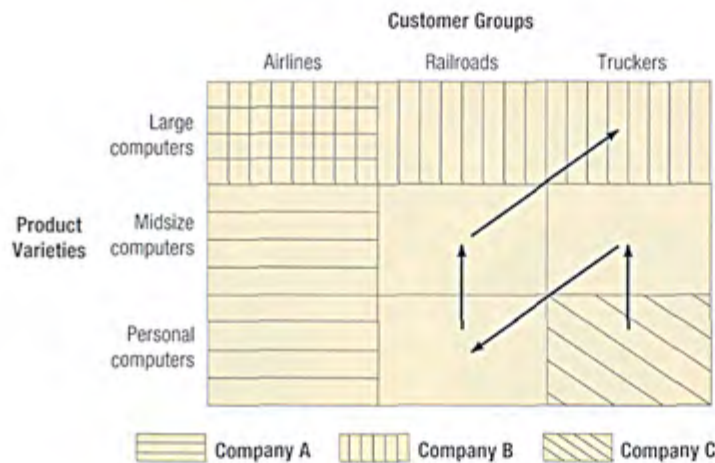 Customer Groups
Airlines Railroads Truckers
Large
computers
Product
Varieties
Midsize
computers
Personal
computers
Company A Company B Company C